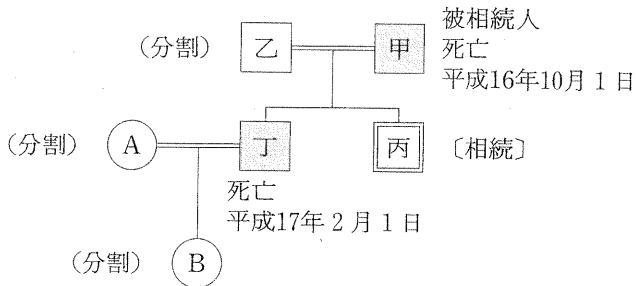 被相続人
（分割） 乙 甲 死亡
平成16年10月1日
（分割） A 丁 丙 〔相続〕
死亡
平成17年2月1日
（分割） B